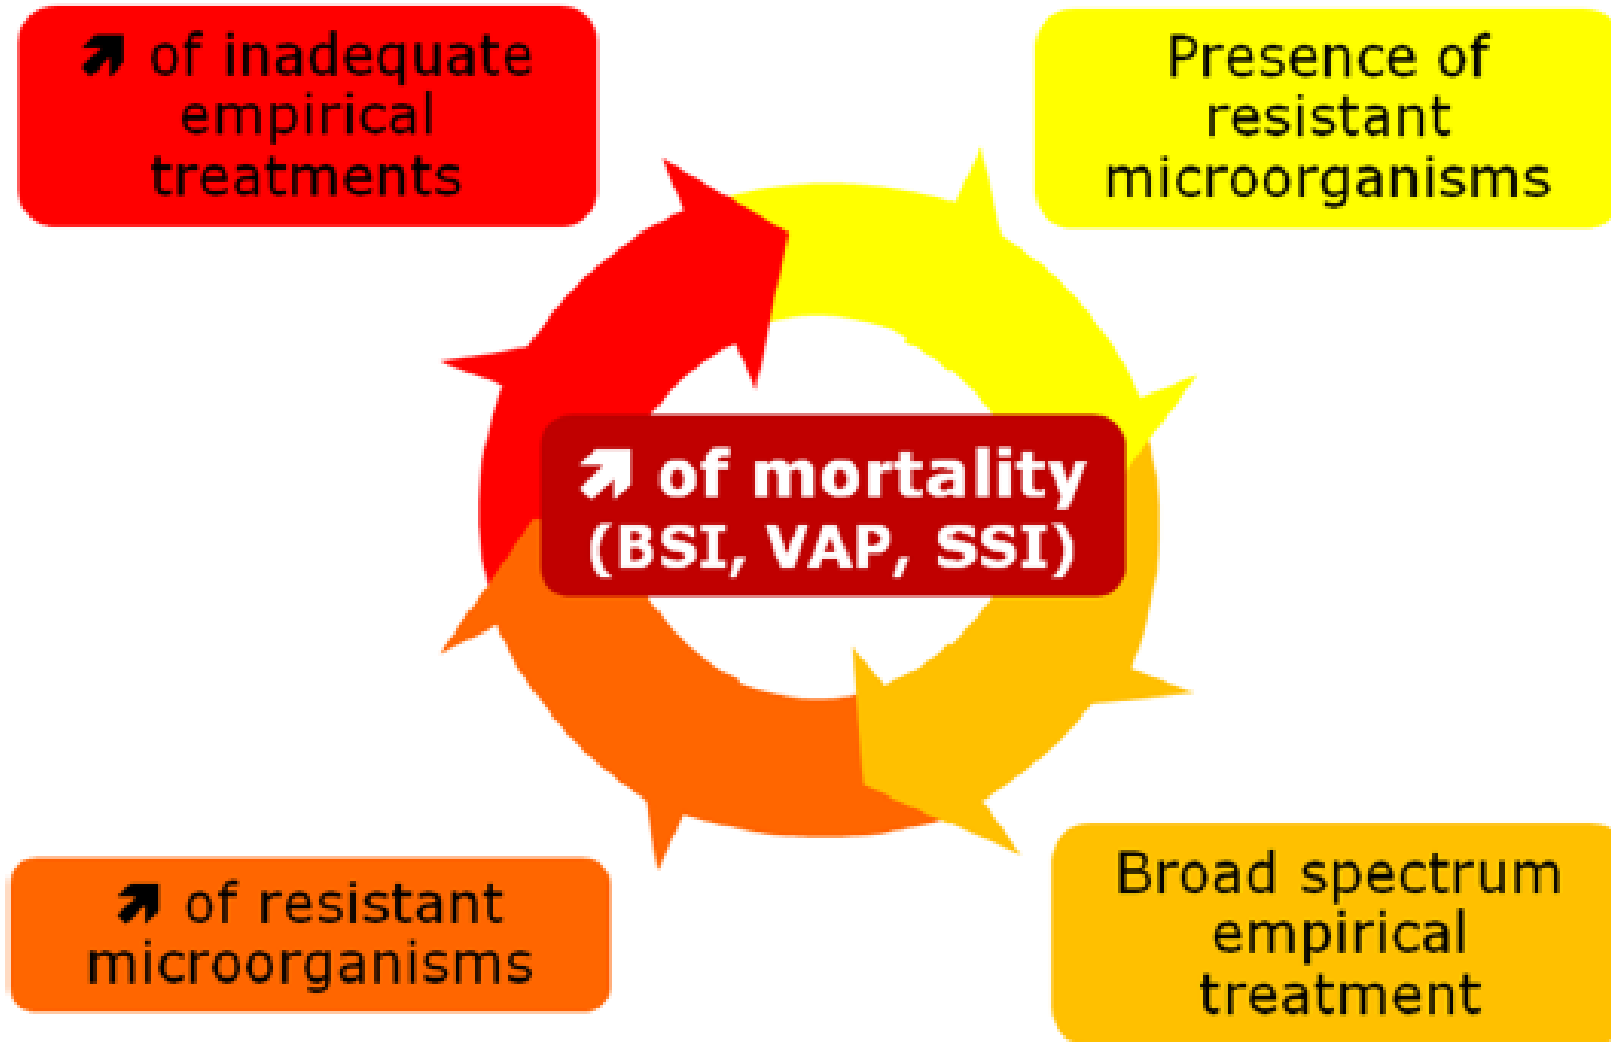 ↗ of inadequate
empirical
treatments
Presence of
resistant
microorganisms
↗ of mortality
(BSI, VAP, SSI)
↗ of resistant
microorganisms
Broad spectrum
empirical
treatment